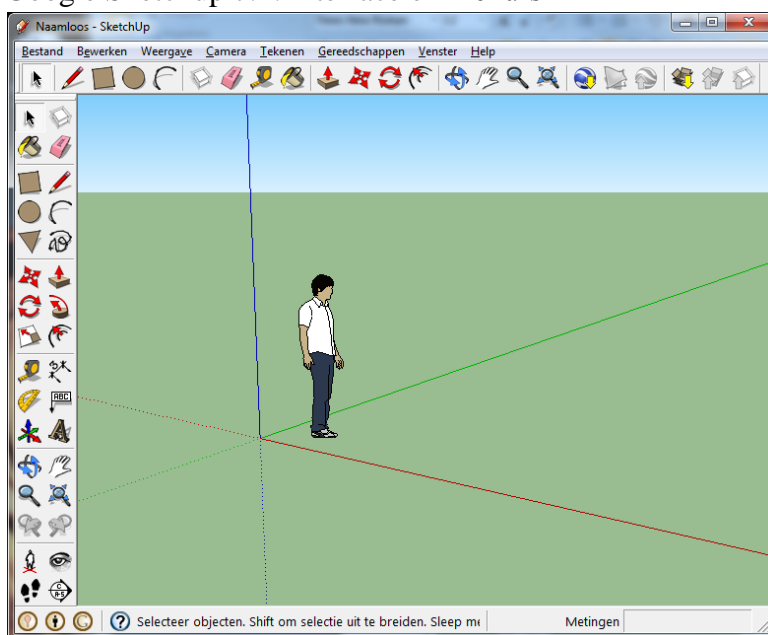 Naamloos - SketchUp
Bestand Bewerken Weergave Camera Tekenen Gereedschappen Venster Help
ABC
Selecteer objecten. Shift om selectie uit te breiden. Sleep me
Metingen